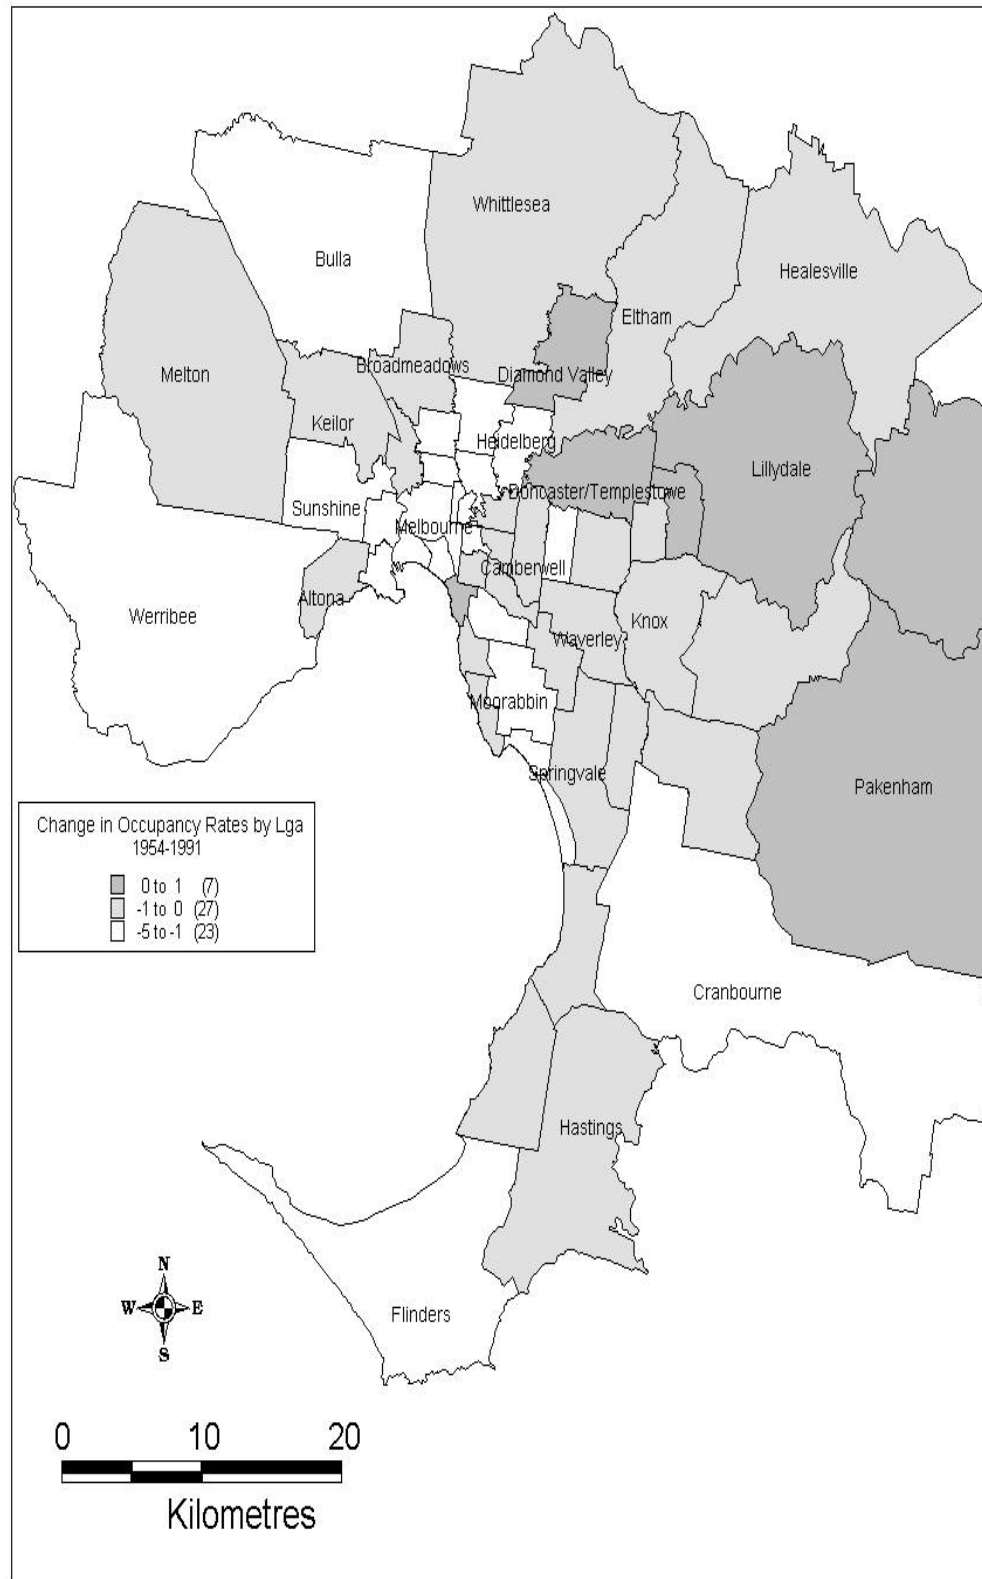 Whittlesea
Bulla
Healesville
Eltham
Broadmeadows
Diamond Valley
Melton
Keilor
Heidelberg
Lillydale
Doncaster/Templestowe
Sunshine
Melbourne
Camberwell
Altona
Werribee
Knox
Waverley
Moorabbin
Springvale
Pakenham
Change in Occupancy Rates by Lga
1954-1991
0 to 1 (7)
-1 to 0 (27)
-5 to -1 (23)
Cranbourne
Hastings
N
W E
S
Flinders
0 10 20
Kilometres